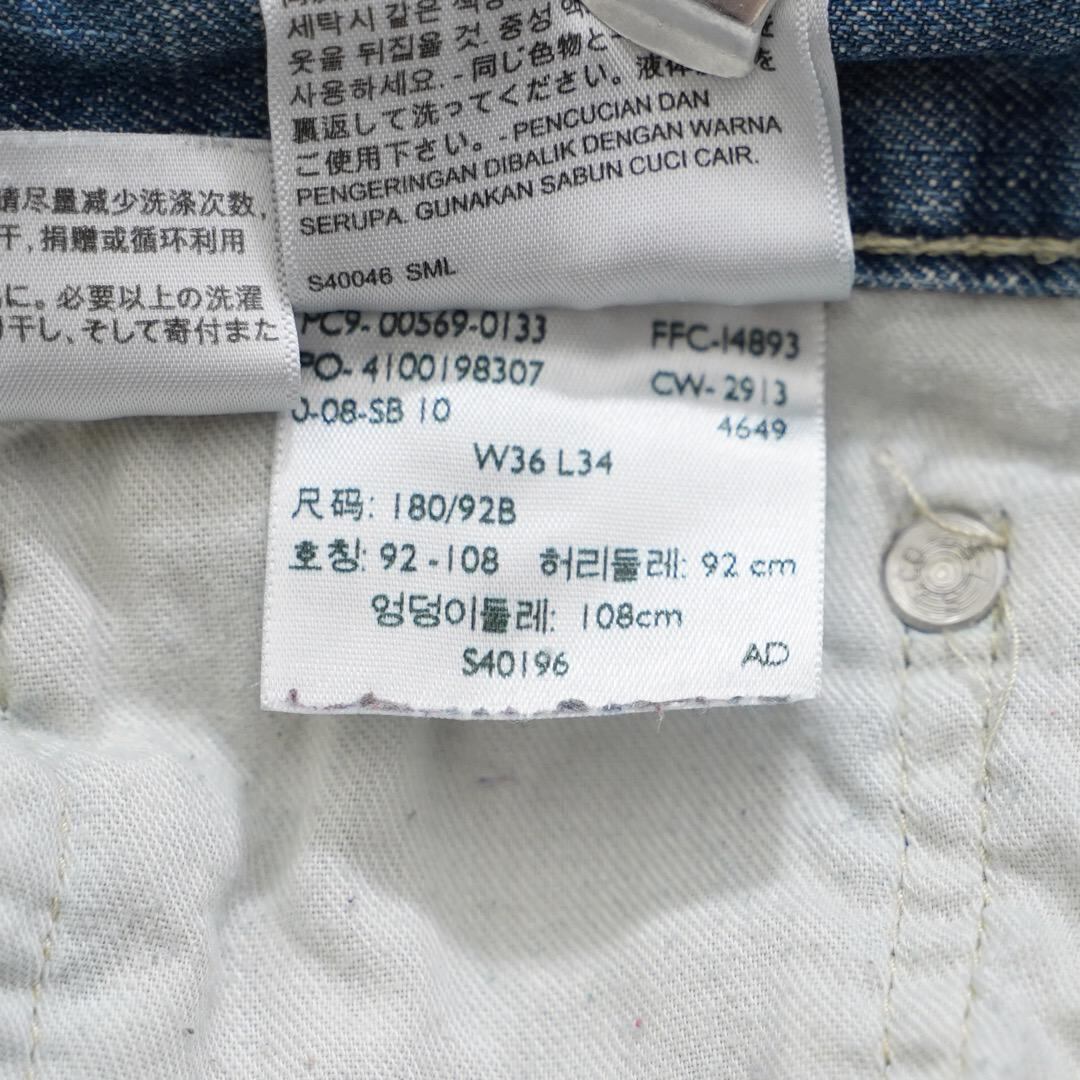 세탁시 같은 색상
옷을 뒤집을 것. 중성 액
사용하세요. - 同じ色物と
裏返して洗ってください。液体 を
ご使用下さい。- PENCUCIAN DAN
PENGERINGAN DIBALIK DENGAN WARNA
SERUPA. GUNAKAN SABUN CUCI CAIR.
S40046 SML
请尽量减少洗涤次数,
干,捐赠或循环利用
に。必要以上の洗濯
干し、そして寄付また
PC9- 00569-0133 FFC-14893
PO- 4100198307 CW- 2913
0-08-SB 10 4649
W36 L34
尺码: 180/92B
호칭: 92 -108 허리둘레: 92 cm
엉덩이둘레: 108cm
S40196 AD